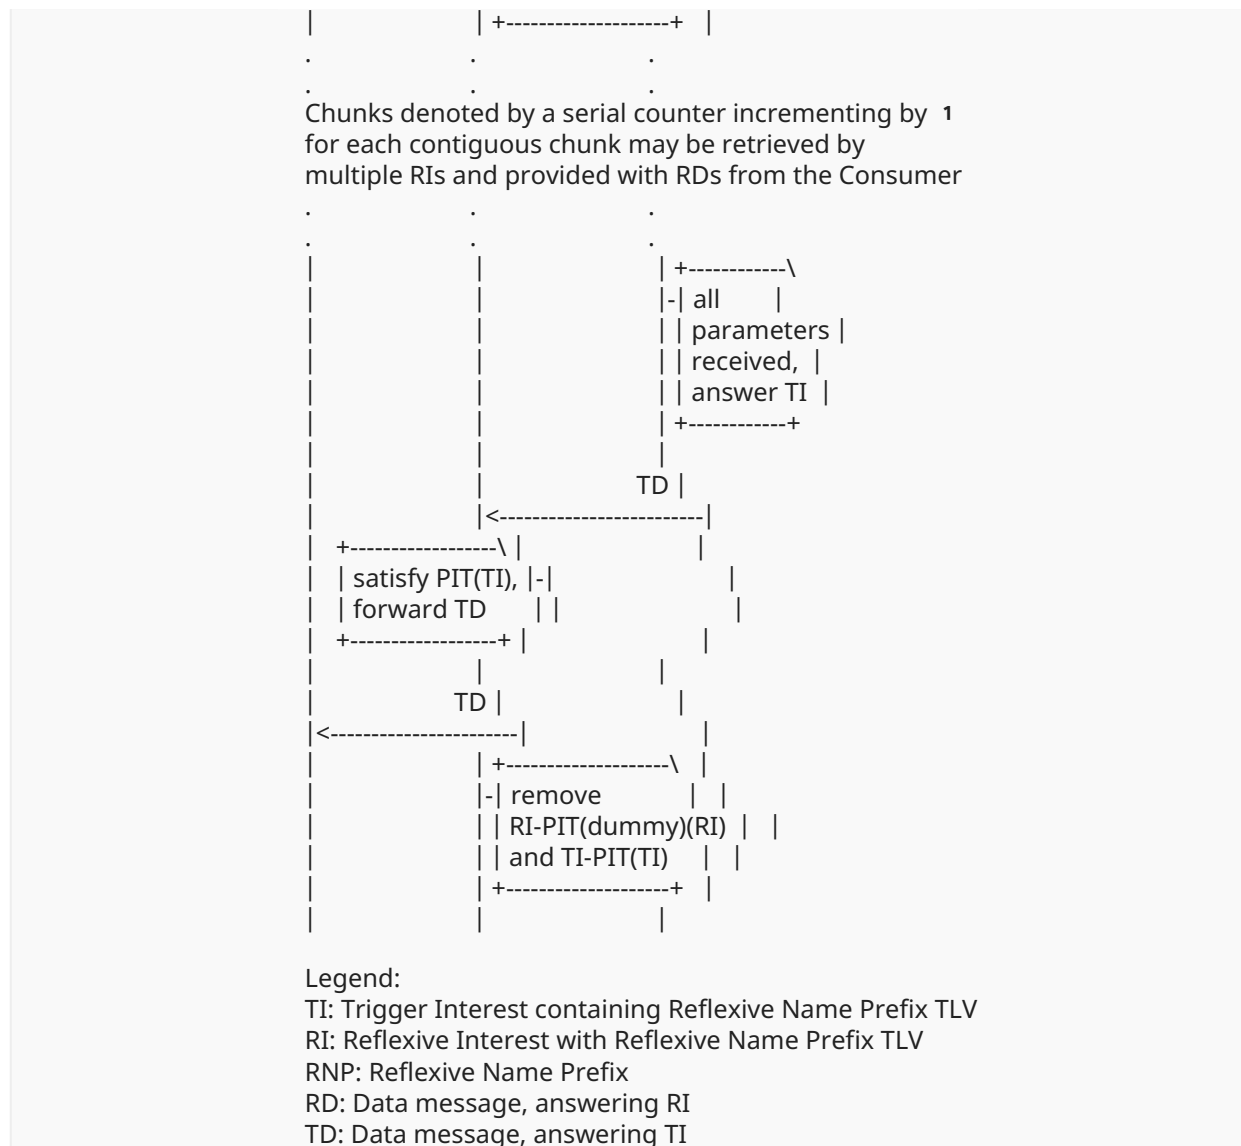 |                         | +--------------------+   |
.                        .                          .
.                        .                          .
Chunks denoted by a serial counter incrementing by  1
for each contiguous chunk may be retrieved by
multiple RIs and provided with RDs from the Consumer
.                        .                          .
.                        .                          .
|                         |                           | +------------\
|                         |                           |-| all        |
|                         |                           | | parameters |
|                         |                           | | received,  |
|                         |                           | | answer TI  |
|                         |                           | +------------+
|                         |                           |
|                         |                       TD |
|                         |<-------------------------|
|   +------------------\ |                          |
|   | satisfy PIT(TI), |-|                          |
|   | forward TD       | |                          |
|   +------------------+ |                          |
|                         |                           |
|                     TD |                          |
|<-----------------------|                          |
|                         | +--------------------\   |
|                         |-| remove             |   |
|                         | | RI-PIT(dummy)(RI)  |   |
|                         | | and TI-PIT(TI)     |   |
|                         | +--------------------+   |
|                         |                           |
Legend:
TI: Trigger Interest containing Reflexive Name Prefix TLV
RI: Reflexive Interest with Reflexive Name Prefix TLV
RNP: Reflexive Name Prefix
RD: Data message, answering RI
TD: Data message, answering TI